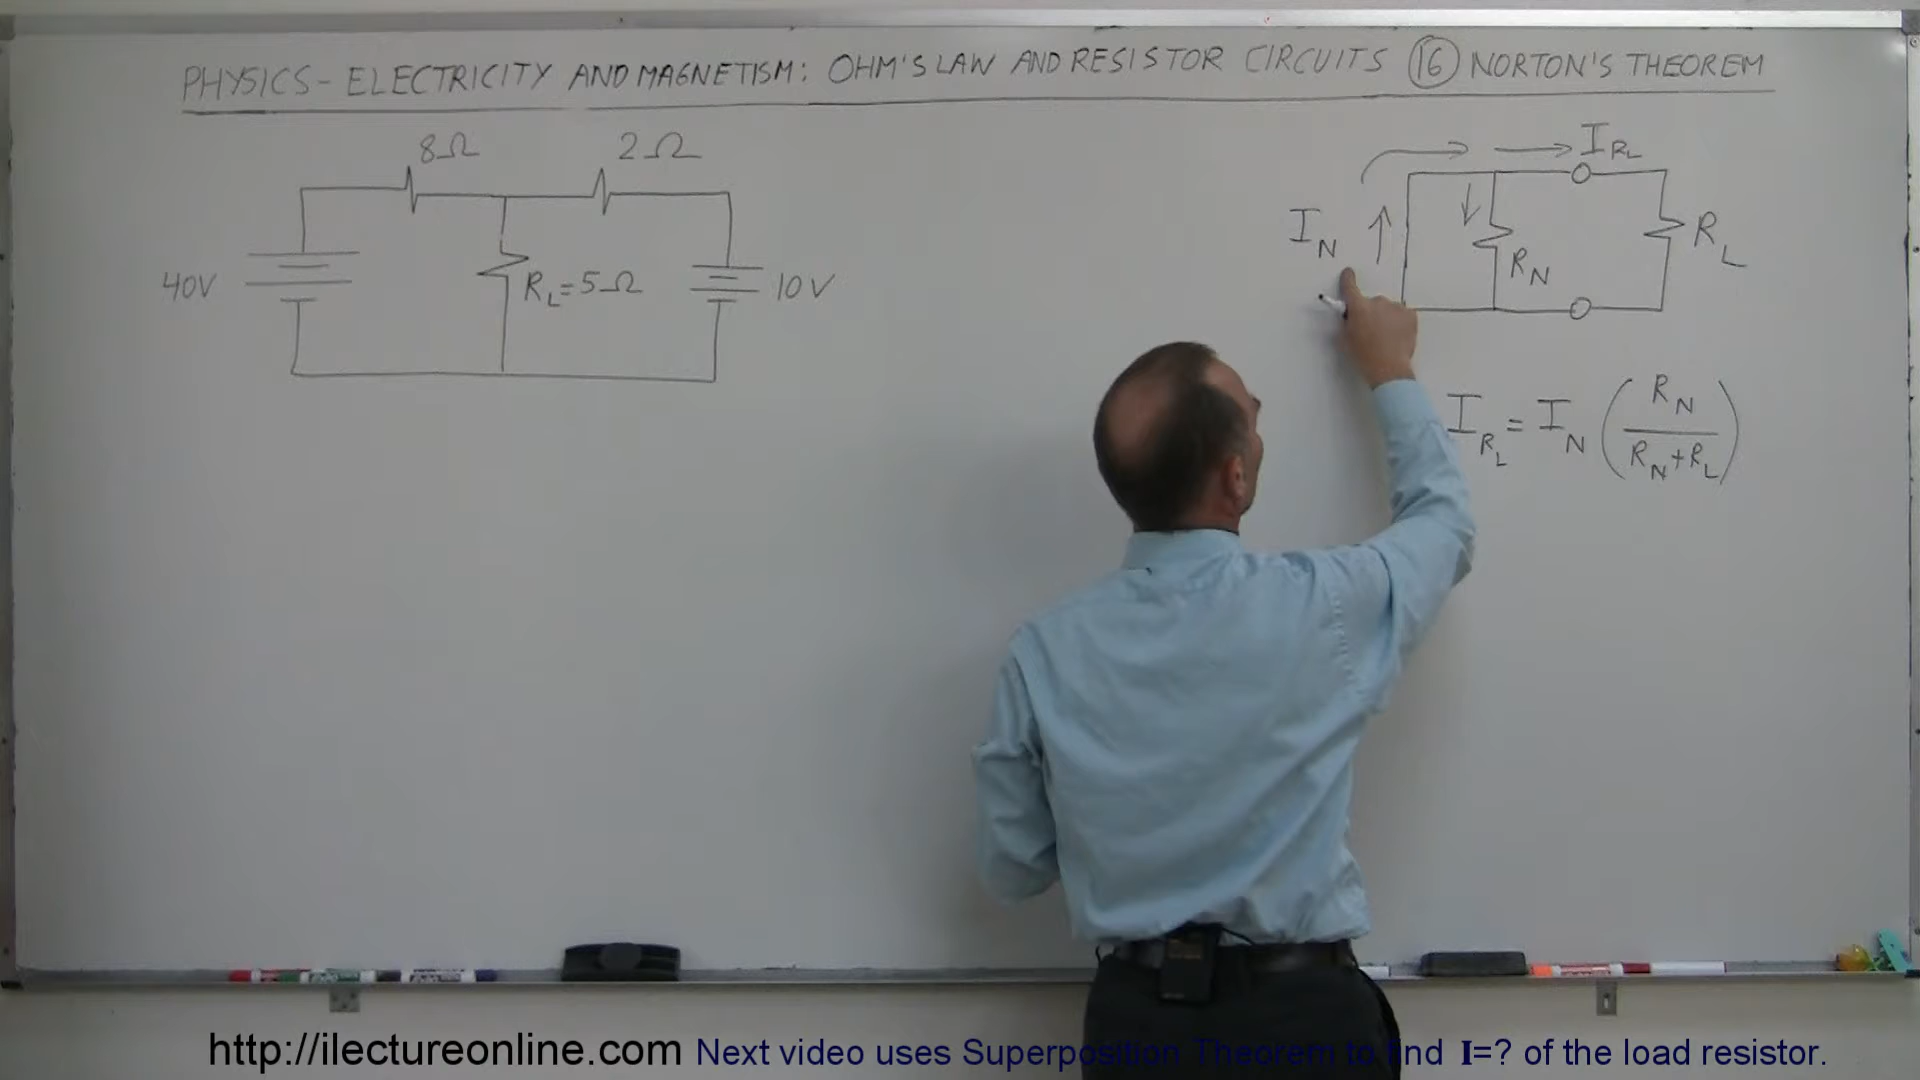 PHYSICS - ELECTRICITY AND MAGNETISM: OHM'S LAW AND RESISTOR CIRCUITS 16 NORTON'S THEOREM
8Ω
2Ω
40V
R_L=5Ω
10V
I_RL
I_N
R_N
R_L
I_RL = I_N (R_N / (R_N+R_L))
http://ilectureonline.com Next video uses Superposition Theorem to find I=? of the load resistor.